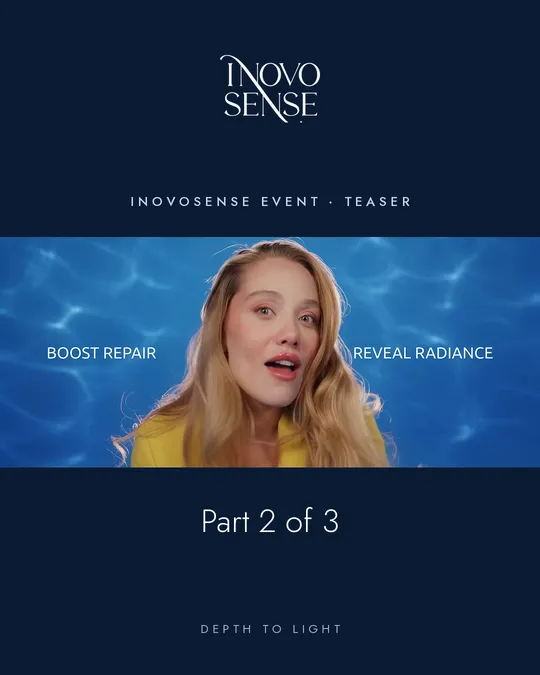 INOVO
SENSE
INOVOSENSE EVENT · TEASER
BOOST REPAIR
REVEAL RADIANCE
Part 2 of 3
DEPTH TO LIGHT